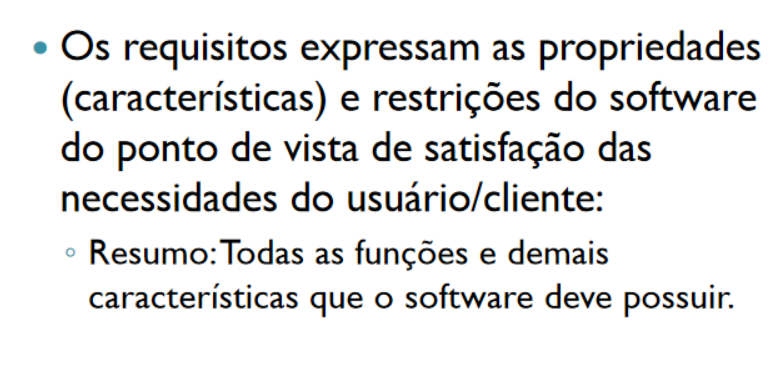 • Os requisitos expressam as propriedades
(características) e restrições do software
do ponto de vista de satisfação das
necessidades do usuário/cliente:
◦ Resumo: Todas as funções e demais
características que o software deve possuir.